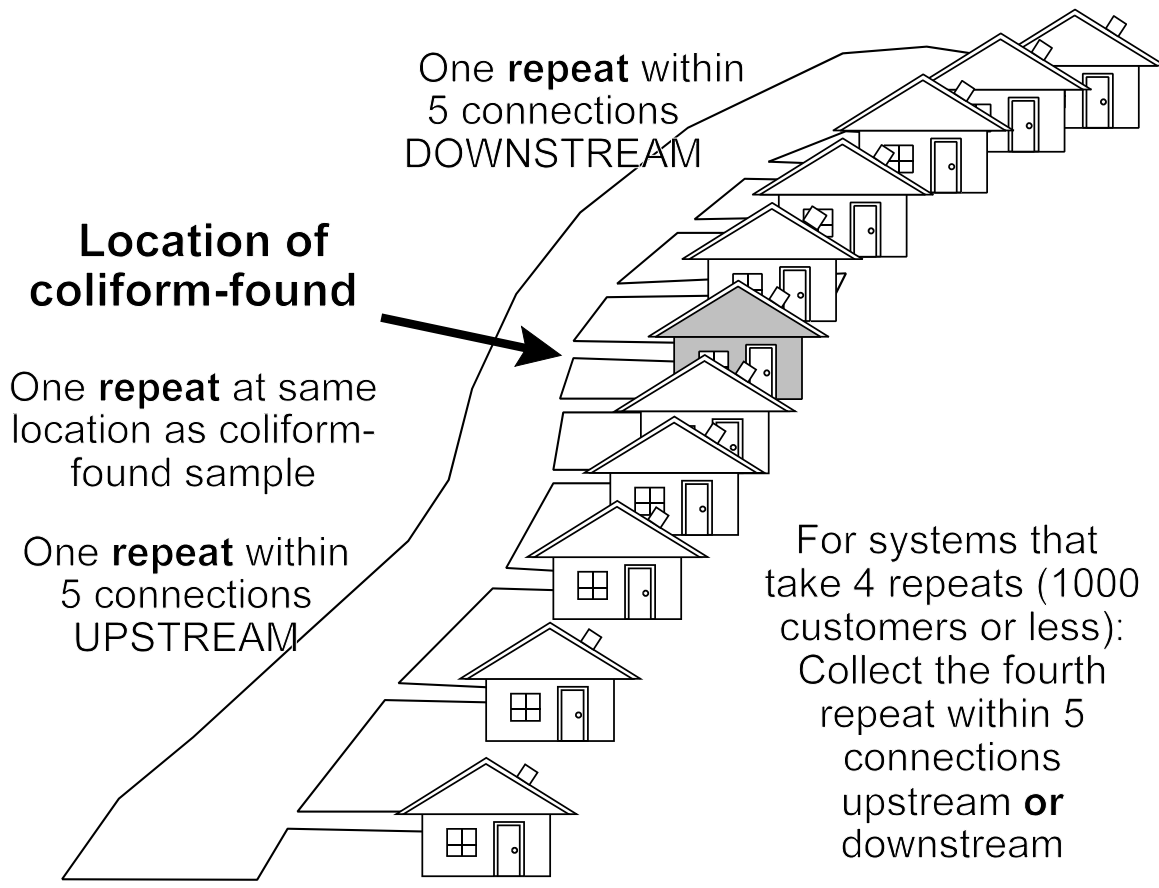 One repeat within
5 connections
DOWNSTREAM
Location of
coliform-found
One repeat at same
location as coliform-
found sample
One repeat within
5 connections
UPSTREAM
For systems that
take 4 repeats (1000
customers or less):
Collect the fourth
repeat within 5
connections
upstream or
downstream